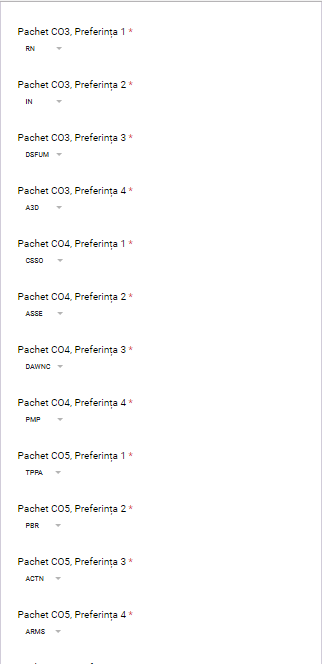 Pachet CO3, Preferința 1 *
RN
Pachet CO3, Preferința 2 *
IN
Pachet CO3, Preferința 3 *
DSFUM
Pachet CO3, Preferința 4 *
A3D
Pachet CO4, Preferința 1 *
CSSO
Pachet CO4, Preferința 2 *
ASSE
Pachet CO4, Preferința 3 *
DAWNC
Pachet CO4, Preferința 4 *
PMP
Pachet CO5, Preferința 1 *
TPPA
Pachet CO5, Preferința 2 *
PBR
Pachet CO5, Preferința 3 *
ACTN
Pachet CO5, Preferința 4 *
ARMS